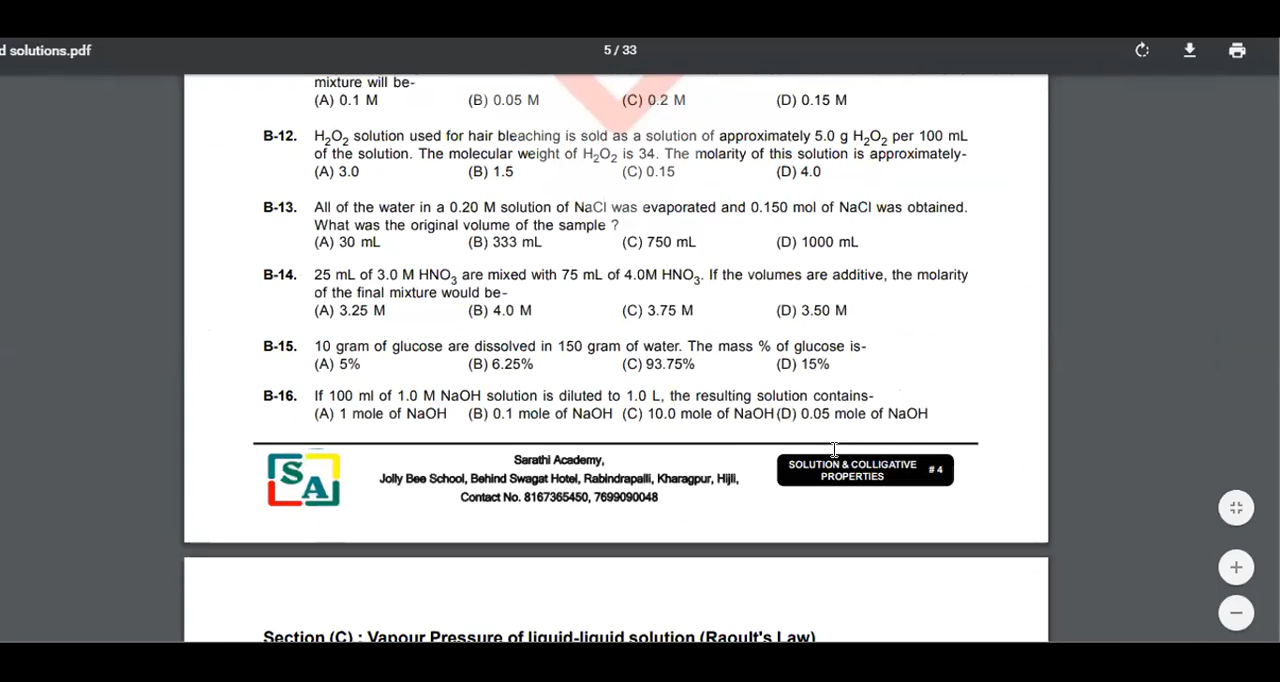 d solutions.pdf
5 / 33
mixture will be-
(A) 0.1 M (B) 0.05 M (C) 0.2 M (D) 0.15 M
B-12. H₂O₂ solution used for hair bleaching is sold as a solution of approximately 5.0 g H₂O₂ per 100 mL
of the solution. The molecular weight of H₂O₂ is 34. The molarity of this solution is approximately-
(A) 3.0 (B) 1.5 (C) 0.15 (D) 4.0
B-13. All of the water in a 0.20 M solution of NaCl was evaporated and 0.150 mol of NaCl was obtained.
What was the original volume of the sample ?
(A) 30 mL (B) 333 mL (C) 750 mL (D) 1000 mL
B-14. 25 mL of 3.0 M HNO₃ are mixed with 75 mL of 4.0M HNO₃. If the volumes are additive, the molarity
of the final mixture would be-
(A) 3.25 M (B) 4.0 M (C) 3.75 M (D) 3.50 M
B-15. 10 gram of glucose are dissolved in 150 gram of water. The mass % of glucose is-
(A) 5% (B) 6.25% (C) 93.75% (D) 15%
B-16. If 100 ml of 1.0 M NaOH solution is diluted to 1.0 L, the resulting solution contains-
(A) 1 mole of NaOH (B) 0.1 mole of NaOH (C) 10.0 mole of NaOH (D) 0.05 mole of NaOH
S A
Sarathi Academy,
Jolly Bee School, Behind Swagat Hotel, Rabindrapalli, Kharagpur, Hijli,
Contact No. 8167365450, 7699090048
SOLUTION & COLLIGATIVE
PROPERTIES
# 4
Section (C) : Vapour Pressure of liquid-liquid solution (Raoult's Law)